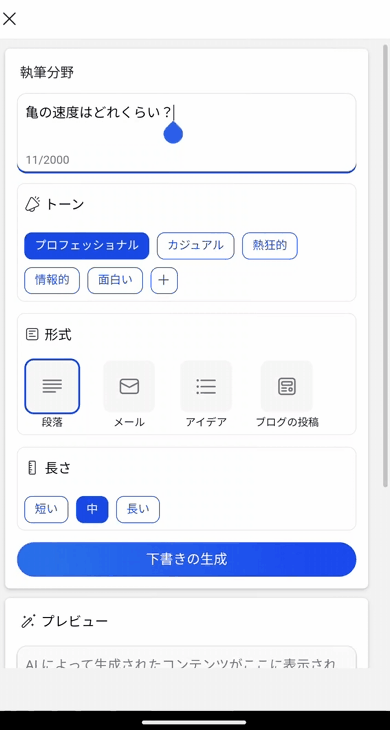 執筆分野
亀の速度はどれくらい？
11/2000
トーン
プロフェッショナル カジュアル 熱狂的
情報的 面白い +
形式
段落 メール アイデア ブログの投稿
長さ
短い 中 長い
下書きの生成
プレビュー
AIによって生成されたコンテンツがここに表示され